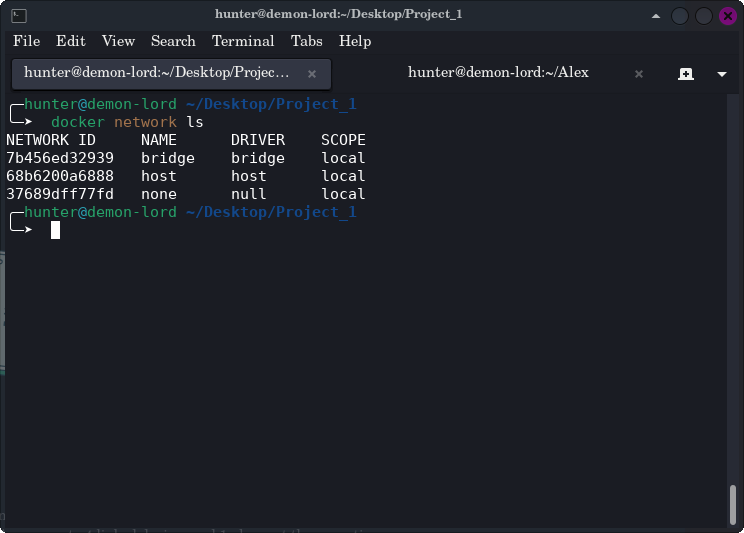 hunter@demon-lord:~/Desktop/Project_1
File Edit View Search Terminal Tabs Help
hunter@demon-lord:~/Desktop/Projec… × hunter@demon-lord:~/Alex ×
hunter@demon-lord ~/Desktop/Project_1
docker network ls
NETWORK ID NAME DRIVER SCOPE
7b456ed32939 bridge bridge local
68b6200a6888 host host local
37689dff77fd none null local
hunter@demon-lord ~/Desktop/Project_1